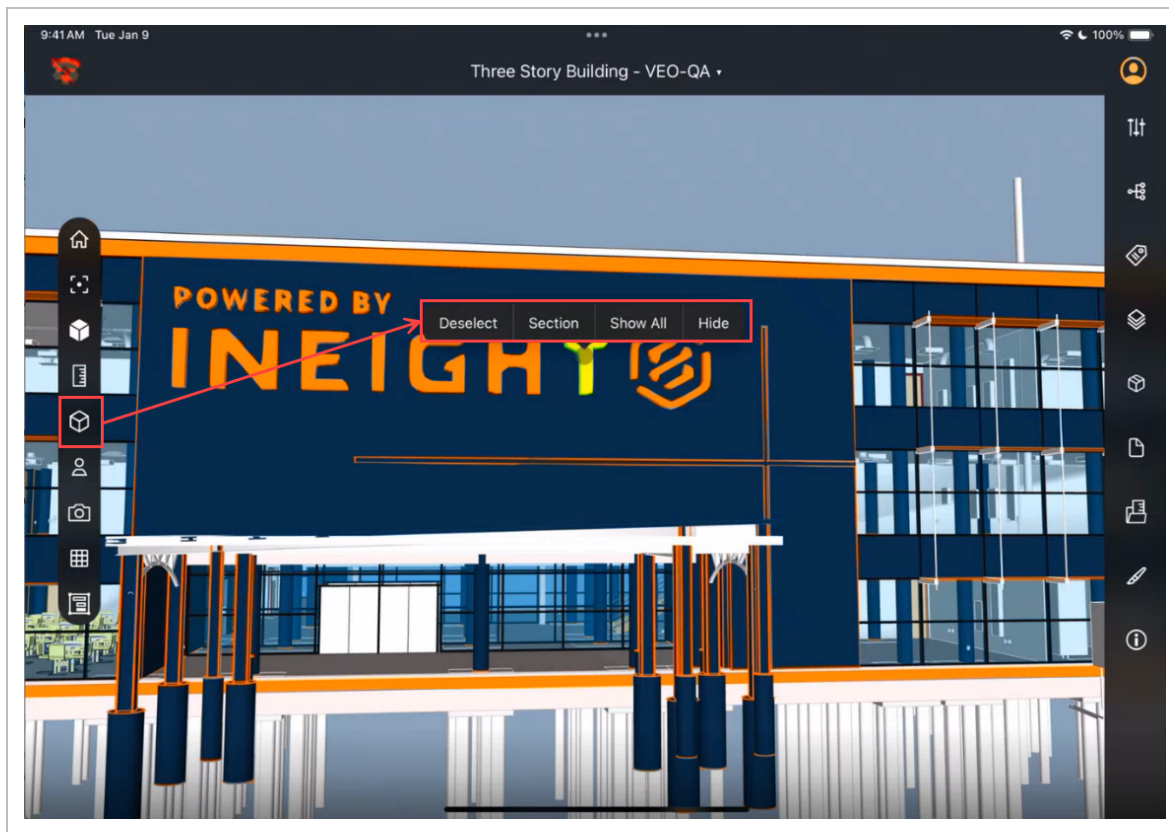 9:41 AM Tue Jan 9
100%
Three Story Building - VEO-QA
POWERED BY
INEIGHT
Deselect Section Show All Hide